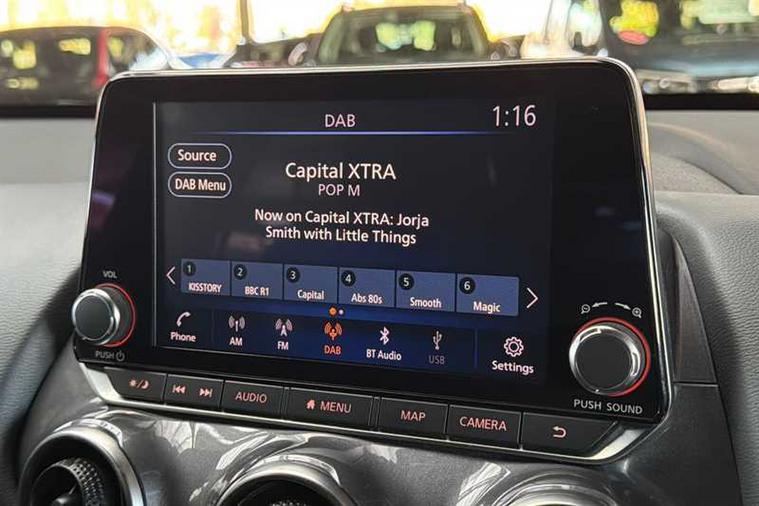 DAB
1:16
Source
DAB Menu
Capital XTRA
POP M
Now on Capital XTRA: Jorja
Smith with Little Things
1 KISSTORY
2 BBC R1
3 Capital
4 Abs 80s
5 Smooth
6 Magic
Phone
AM
FM
DAB
BT Audio
USB
Settings
VOL
PUSH
PUSH SOUND
AUDIO
MENU
MAP
CAMERA